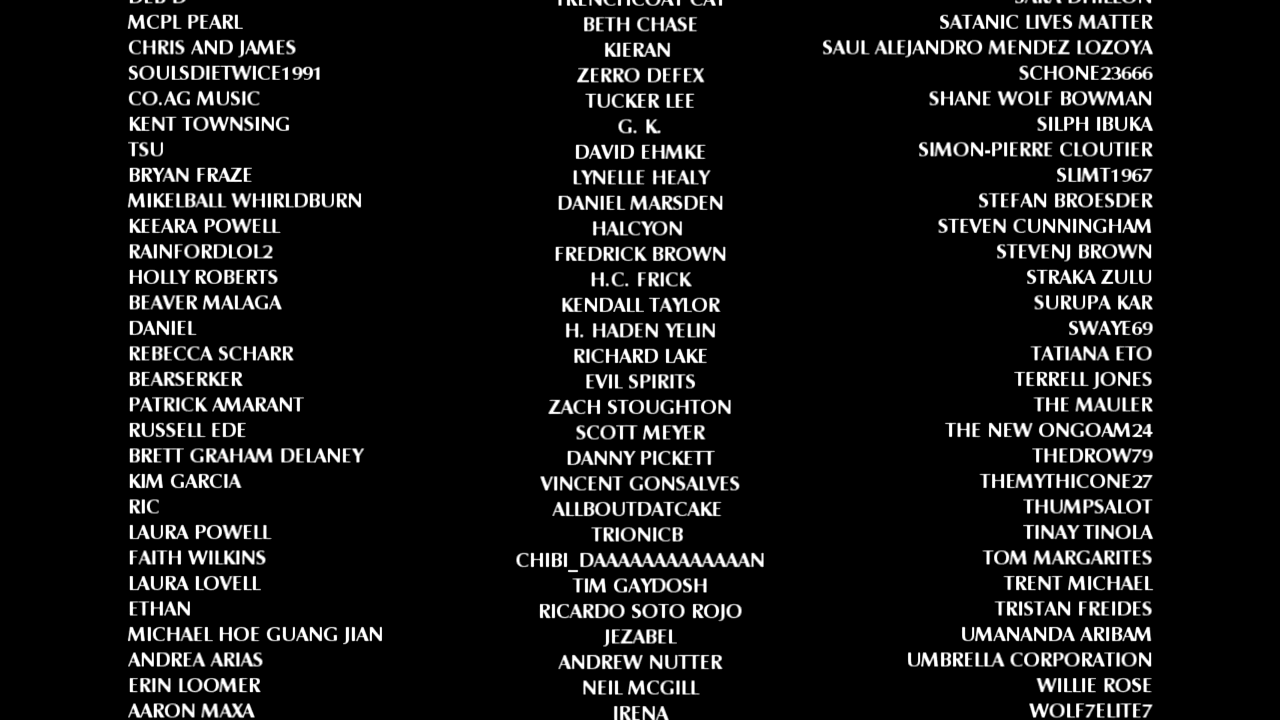 DEB D
MCPL PEARL
CHRIS AND JAMES
SOULSDIETWICE1991
CO.AG MUSIC
KENT TOWNSING
TSU
BRYAN FRAZE
MIKELBALL WHIRLDBURN
KEEARA POWELL
RAINFORDLOL2
HOLLY ROBERTS
BEAVER MALAGA
DANIEL
REBECCA SCHARR
BEARSERKER
PATRICK AMARANT
RUSSELL EDE
BRETT GRAHAM DELANEY
KIM GARCIA
RIC
LAURA POWELL
FAITH WILKINS
LAURA LOVELL
ETHAN
MICHAEL HOE GUANG JIAN
ANDREA ARIAS
ERIN LOOMER
AARON MAXA
TRENCHCOAT CAT
BETH CHASE
KIERAN
ZERRO DEFEX
TUCKER LEE
G. K.
DAVID EHMKE
LYNELLE HEALY
DANIEL MARSDEN
HALCYON
FREDRICK BROWN
H.C. FRICK
KENDALL TAYLOR
H. HADEN YELIN
RICHARD LAKE
EVIL SPIRITS
ZACH STOUGHTON
SCOTT MEYER
DANNY PICKETT
VINCENT GONSALVES
ALLBOUTDATCAKE
TRIONICB
CHIBI_DAAAAAAAAAAAAN
TIM GAYDOSH
RICARDO SOTO ROJO
JEZABEL
ANDREW NUTTER
NEIL MCGILL
IRENA
SARA DHILLON
SATANIC LIVES MATTER
SAUL ALEJANDRO MENDEZ LOZOYA
SCHONE23666
SHANE WOLF BOWMAN
SILPH IBUKA
SIMON-PIERRE CLOUTIER
SLIMT1967
STEFAN BROESDER
STEVEN CUNNINGHAM
STEVENJ BROWN
STRAKA ZULU
SURUPA KAR
SWAYE69
TATIANA ETO
TERRELL JONES
THE MAULER
THE NEW ONGOAM24
THEDROW79
THEMYTHICONE27
THUMPSALOT
TINAY TINOLA
TOM MARGARITES
TRENT MICHAEL
TRISTAN FREIDES
UMANANDA ARIBAM
UMBRELLA CORPORATION
WILLIE ROSE
WOLF7ELITE7